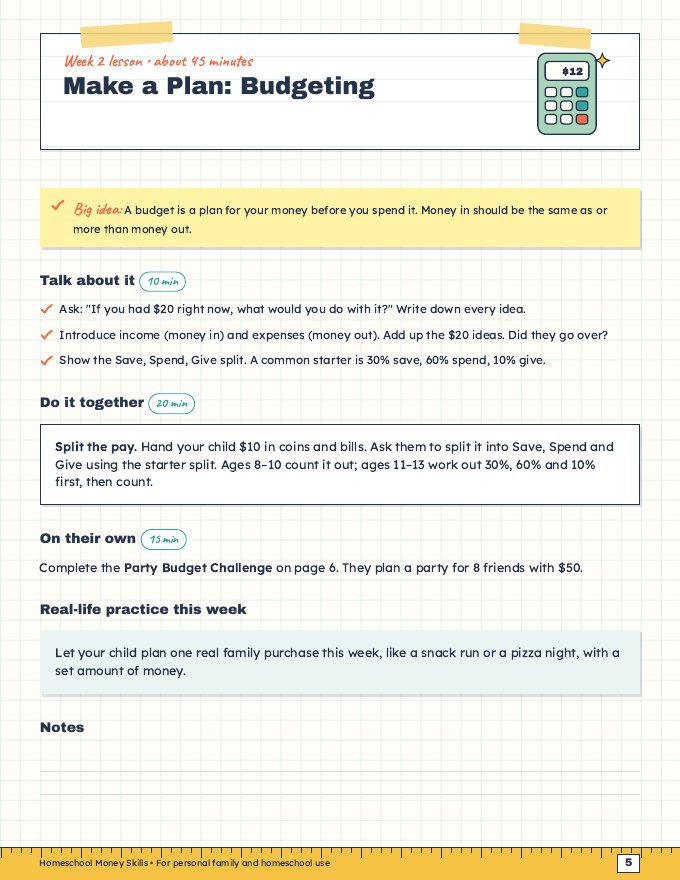 Week 2 lesson • about 45 minutes
Make a Plan: Budgeting
$12
Big idea: A budget is a plan for your money before you spend it. Money in should be the same as or
more than money out.
Talk about it 10 min
Ask: "If you had $20 right now, what would you do with it?" Write down every idea.
Introduce income (money in) and expenses (money out). Add up the $20 ideas. Did they go over?
Show the Save, Spend, Give split. A common starter is 30% save, 60% spend, 10% give.
Do it together 20 min
Split the pay. Hand your child $10 in coins and bills. Ask them to split it into Save, Spend and
Give using the starter split. Ages 8–10 count it out; ages 11–13 work out 30%, 60% and 10%
first, then count.
On their own 15 min
Complete the Party Budget Challenge on page 6. They plan a party for 8 friends with $50.
Real-life practice this week
Let your child plan one real family purchase this week, like a snack run or a pizza night, with a
set amount of money.
Notes
Homeschool Money Skills • For personal family and homeschool use
5